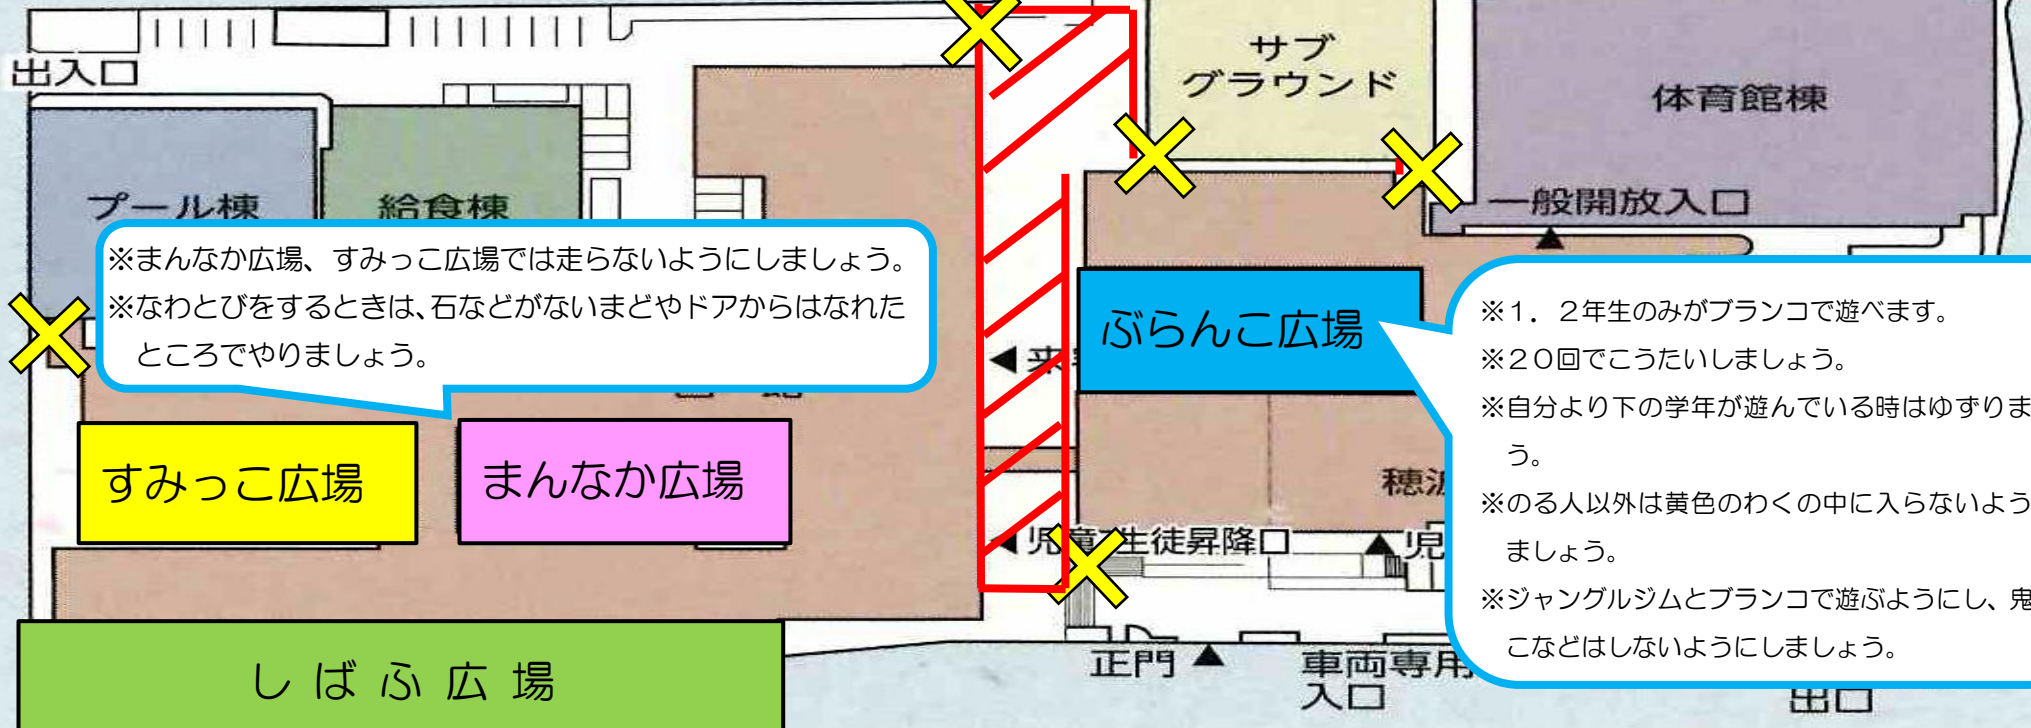 サブ
グラウンド
体育館棟
出入口
プール棟
給食棟
一般開放入口
※まんなか広場、すみっこ広場では走らないようにしましょう。
※なわとびをするときは、石などがないまどやドアからはなれた
ところでやりましょう。
ぶらんこ広場
※１．２年生のみがブランコで遊べます。
※２０回でこうたいしましょう。
※自分より下の学年が遊んでいる時はゆずりま
う。
※のる人以外は黄色のわくの中に入らないよう
ましょう。
※ジャングルジムとブランコで遊ぶようにし、鬼
こなどはしないようにしましょう。
◀来
すみっこ広場
まんなか広場
穂波
◀児童・生徒昇降口
▲児
しばふ広場
正門▲
車両専用
入口
出口